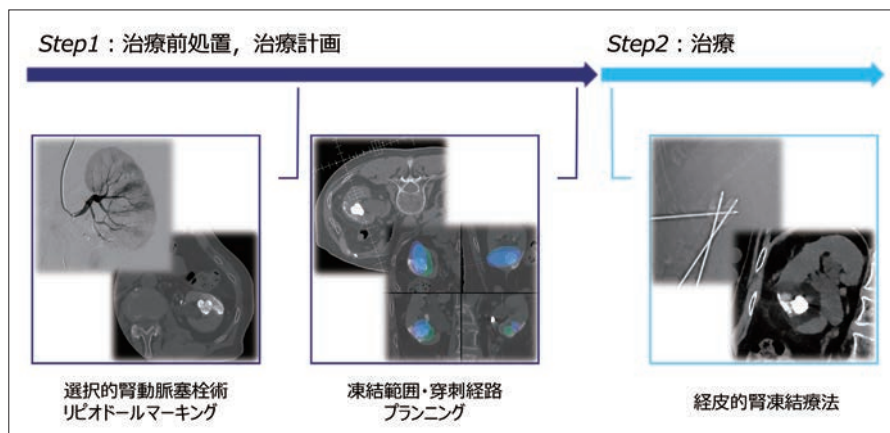 Step1：治療前処置，治療計画
Step2：治療
選択的腎動脈塞栓術
リピオドールマーキング
凍結範囲・穿刺経路
プランニング
経皮的腎凍結療法